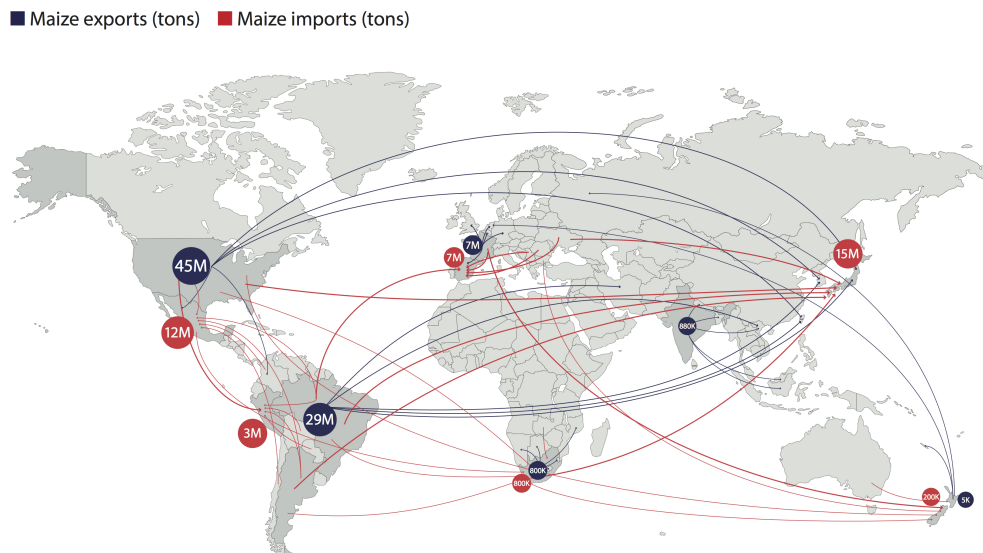 Maize exports (tons) Maize imports (tons)
45M
7M
7M
15M
12M
880K
29M
3M
800K
800K
200K
5K